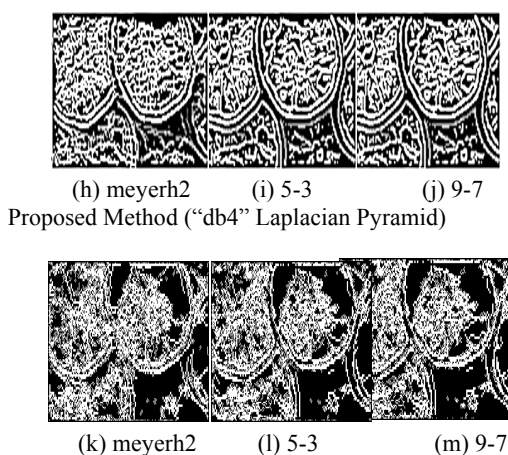 (h) meyerh2 (i) 5-3 (j) 9-7
Proposed Method (“db4” Laplacian Pyramid)
(k) meyerh2 (l) 5-3 (m) 9-7